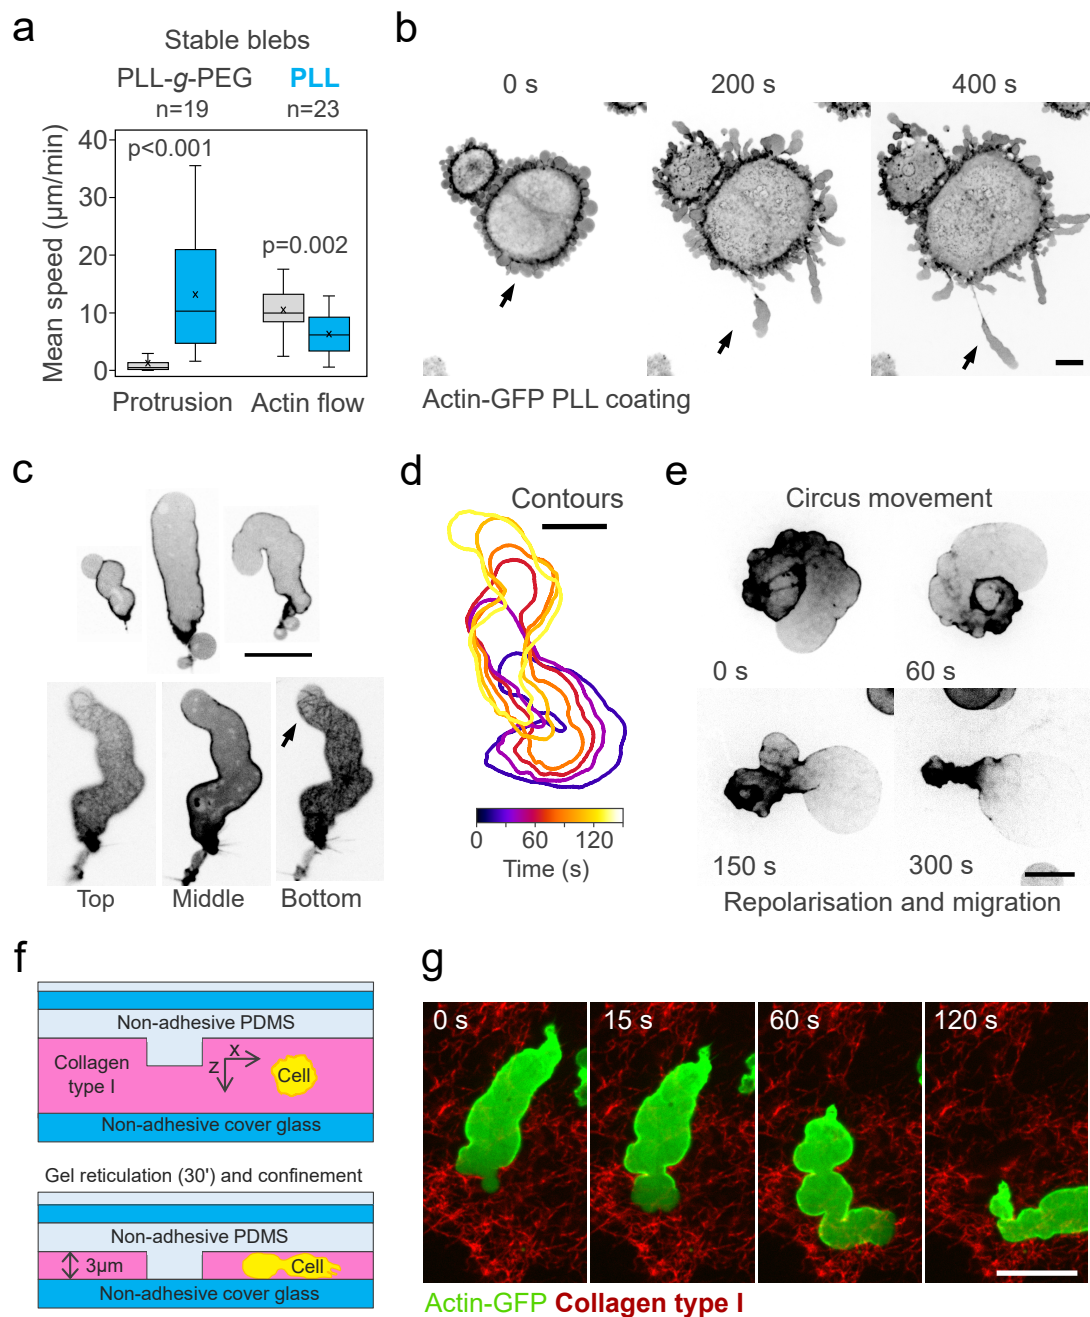 a
Stable blebs
PLL-g-PEG PLL
n=19 n=23
Mean speed (µm/min)
40
30
20
10
0
p<0.001
p=0.002
Protrusion Actin flow
b
0 s 200 s 400 s
Actin-GFP PLL coating
c
Top Middle Bottom
d
Contours
0 60 120
Time (s)
e
Circus movement
0 s 60 s
150 s 300 s
Repolarisation and migration
f
Non-adhesive PDMS
Collagen
type I
x
z
Cell
Non-adhesive cover glass
Gel reticulation (30') and confinement
Non-adhesive PDMS
3µm
Cell
Non-adhesive cover glass
g
0 s 15 s 60 s 120 s
Actin-GFP Collagen type I